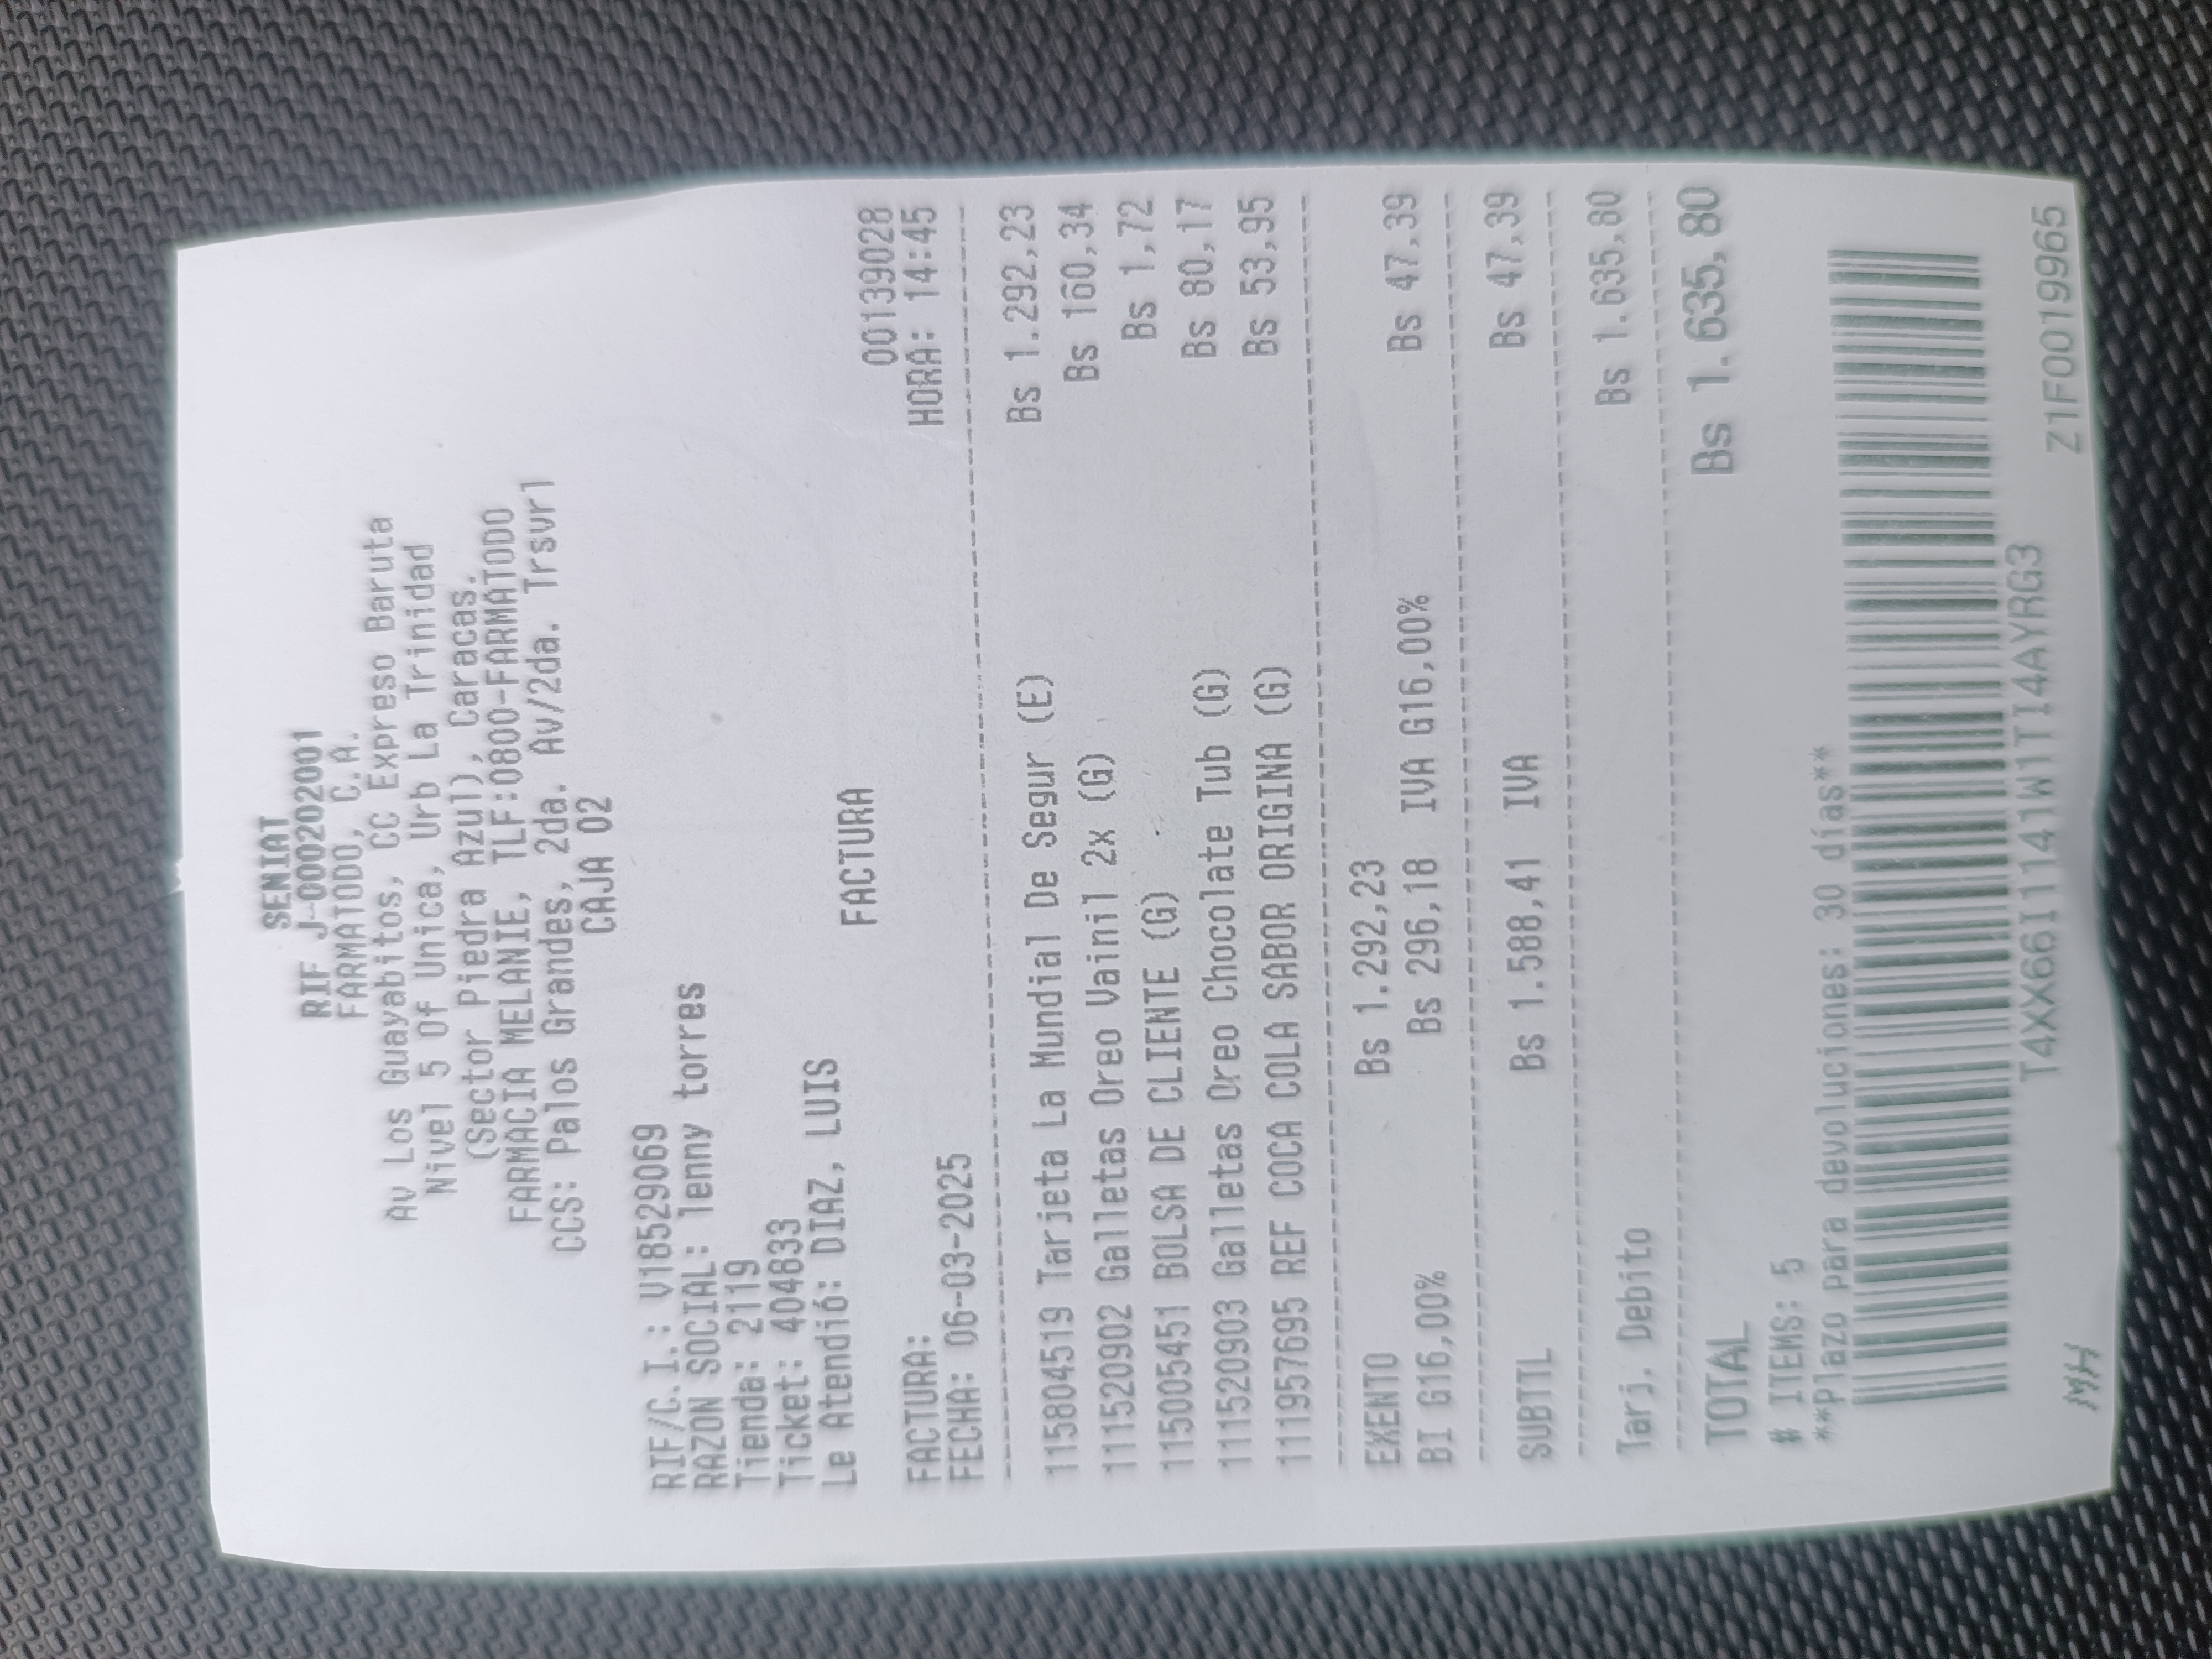 SENIAT
RIF J-000202001
FARMATODO, C.A.
Av Los Guayabitos, CC Expreso Baruta
Nivel 5 Of Unica, Urb La Trinidad
(Sector Piedra Azul), Caracas.
FARMACIA MELANIE, TLF:0800-FARMATODO
CCS: Palos Grandes, 2da. Av/2da. Trsvr1
CAJA 02
RIF/C.I.: V18529069
RAZON SOCIAL: lenny torres
Tienda: 2119
Ticket: 404833
Le Atendió: DIAZ, LUIS
FACTURA
FACTURA: 00139028
FECHA: 06-03-2025 HORA: 14:45
115804519 Tarjeta La Mundial De Segur (E) Bs 1.292,23
111520902 Galletas Oreo Vainil 2x (G) Bs 160,34
115005451 BOLSA DE CLIENTE (G) Bs 1,72
111520903 Galletas Oreo Chocolate Tub (G) Bs 80,17
111957695 REF COCA COLA SABOR ORIGINA (G) Bs 53,95
EXENTO Bs 1.292,23
BI G16,00% Bs 296,18 IVA G16,00% Bs 47,39
SUBTTL Bs 1.588,41 IVA Bs 47,39
Tarj. Debito Bs 1.635,80
TOTAL Bs 1.635,80
# ITEMS: 5
**Plazo para devoluciones: 30 días**
T4XX66I1141W1TI4AYRG3
MH Z1F0019965